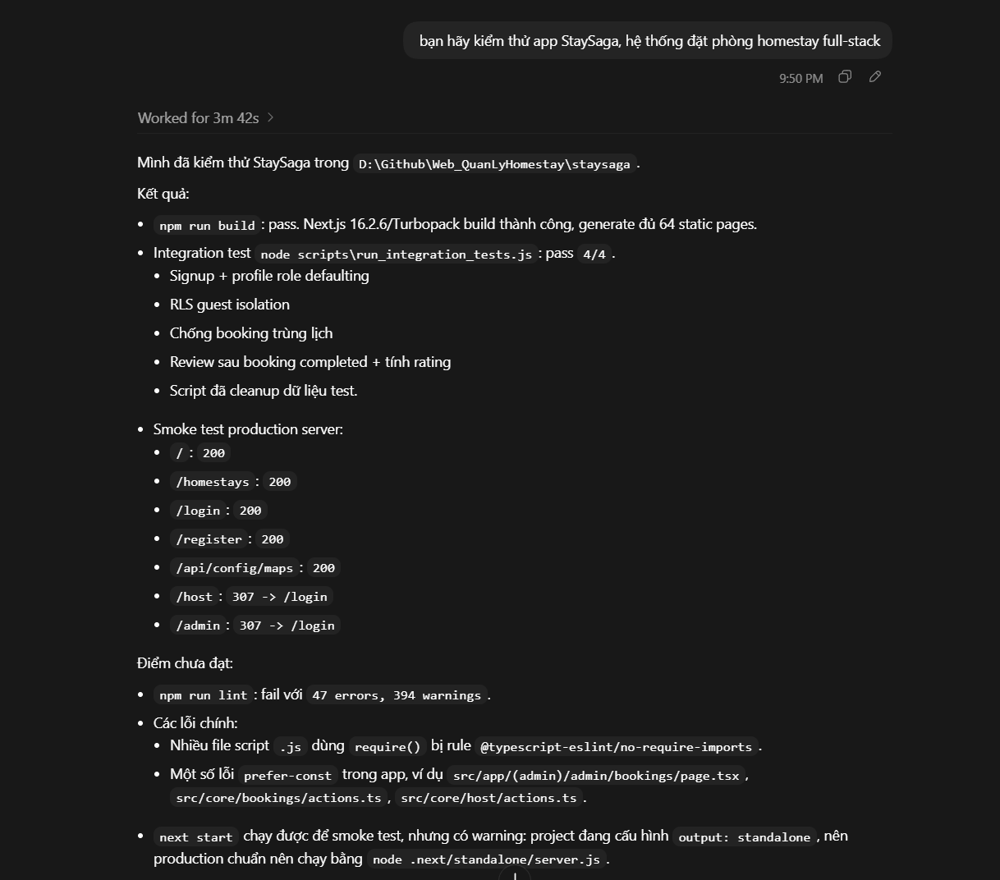 bạn hãy kiểm thử app StaySaga, hệ thống đặt phòng homestay full-stack
9:50 PM
Worked for 3m 42s >
Mình đã kiểm thử StaySaga trong D:\Github\Web_QuanLyHomestay\staysaga .
Kết quả:
• npm run build : pass. Next.js 16.2.6/Turbopack build thành công, generate đủ 64 static pages.
• Integration test node scripts\run_integration_tests.js : pass 4/4 .
• Signup + profile role defaulting
• RLS guest isolation
• Chống booking trùng lịch
• Review sau booking completed + tính rating
• Script đã cleanup dữ liệu test.
• Smoke test production server:
• / : 200
• /homestays : 200
• /login : 200
• /register : 200
• /api/config/maps : 200
• /host : 307 -> /login
• /admin : 307 -> /login
Điểm chưa đạt:
• npm run lint : fail với 47 errors, 394 warnings .
• Các lỗi chính:
• Nhiều file script .js dùng require() bị rule @typescript-eslint/no-require-imports .
• Một số lỗi prefer-const trong app, ví dụ src/app/(admin)/admin/bookings/page.tsx ,
src/core/bookings/actions.ts , src/core/host/actions.ts .
• next start chạy được để smoke test, nhưng có warning: project đang cấu hình output: standalone , nên
production chuẩn nên chạy bằng node .next/standalone/server.js .